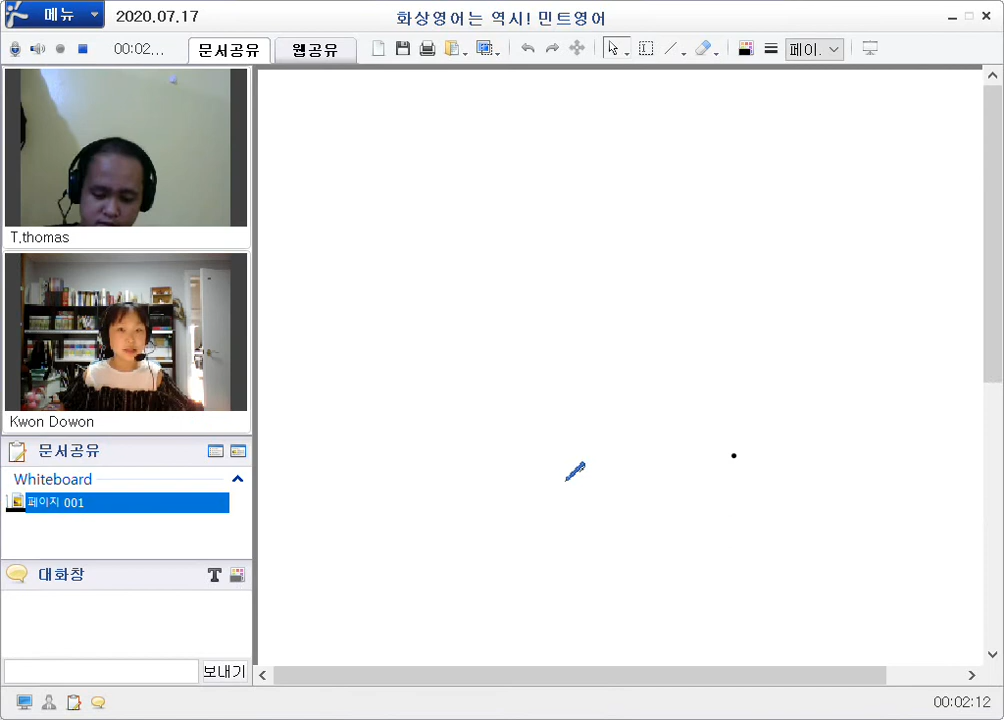 메뉴 2020.07.17 화상영어는 역시! 민트영어
00:02... 문서공유 웹공유 페이.
T.thomas
Kwon Dowon
문서공유
Whiteboard
페이지 001
대화창 T
보내기
00:02:12